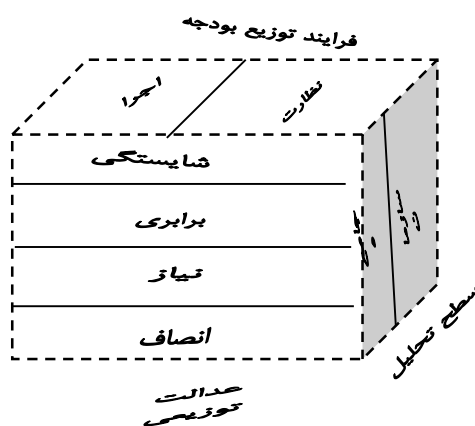 فرایند توزیع بودجه
اجرا
نظارت
شایستگی
برابری
نیاز
انصاف
سطح تحلیل
عدالت
توزیعی